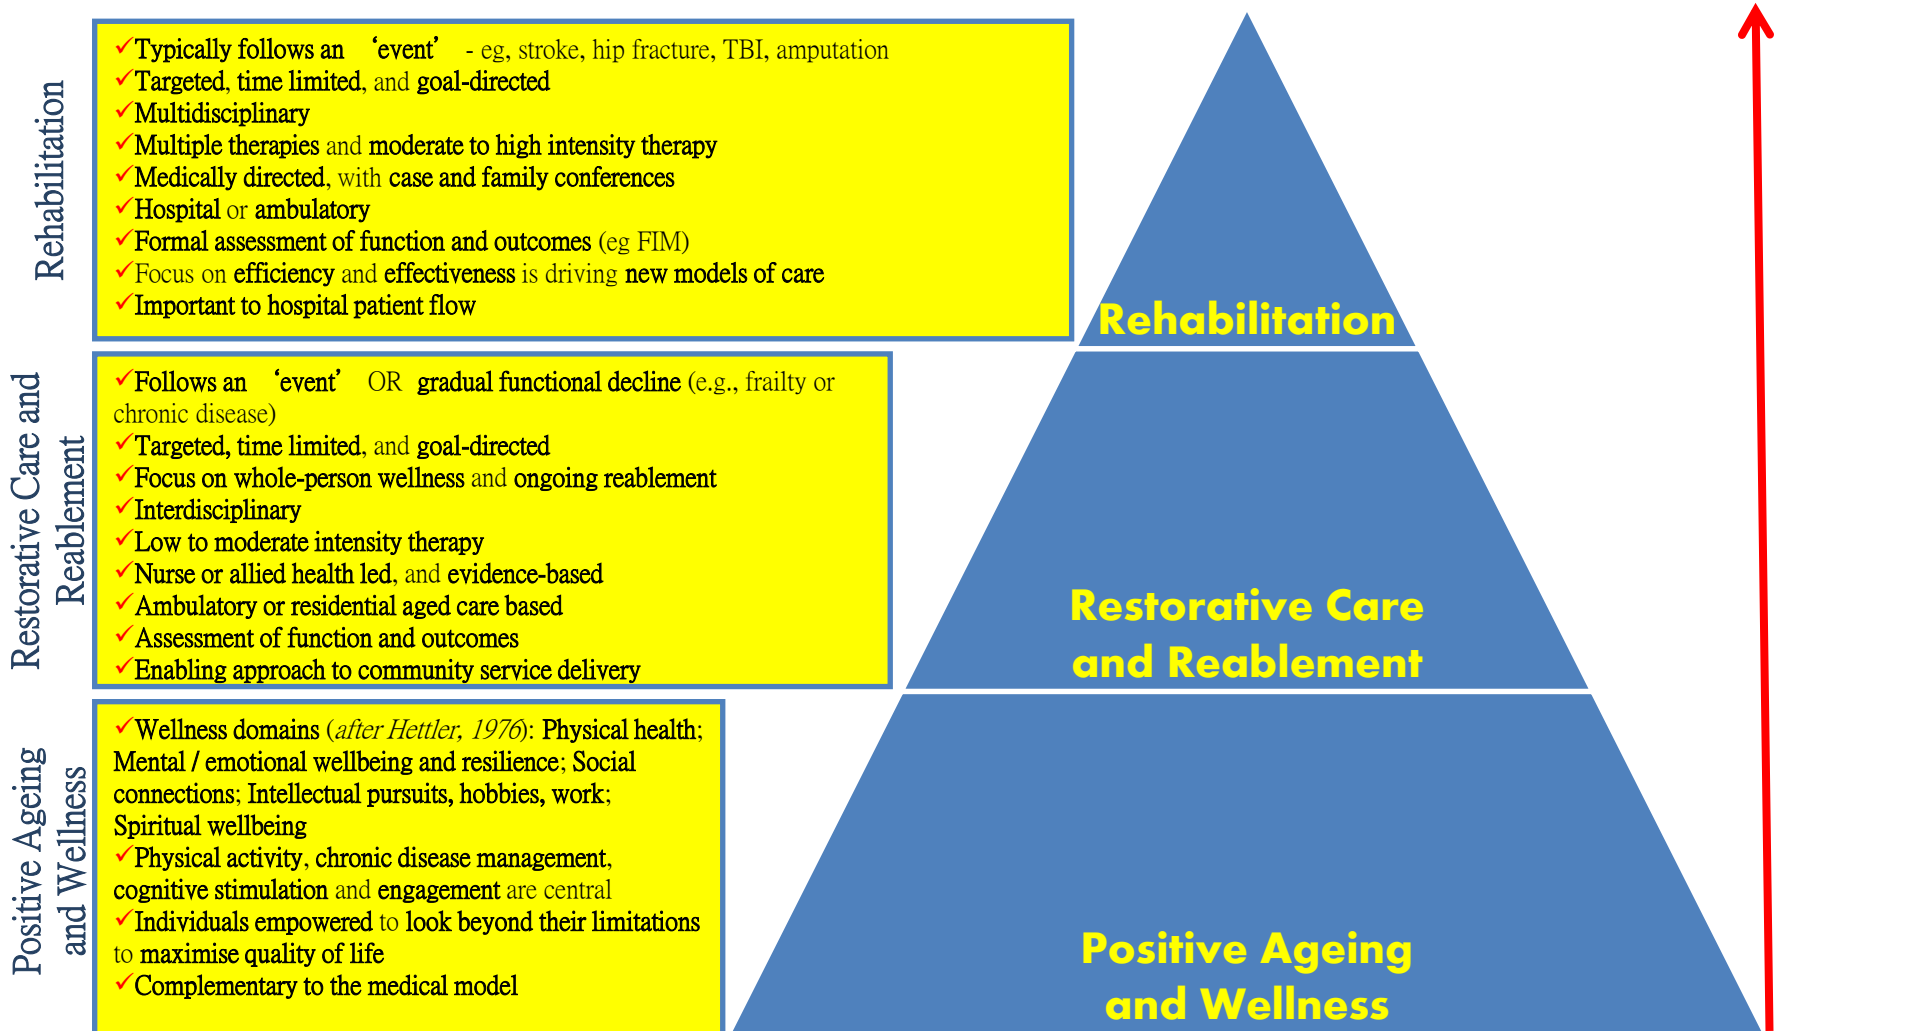 Rehabilitation
✓Typically follows an ‘event’ - eg, stroke, hip fracture, TBI, amputation
✓Targeted, time limited, and goal-directed
✓Multidisciplinary
✓Multiple therapies and moderate to high intensity therapy
✓Medically directed, with case and family conferences
✓Hospital or ambulatory
✓Formal assessment of function and outcomes (eg FIM)
✓Focus on efficiency and effectiveness is driving new models of care
✓Important to hospital patient flow
Rehabilitation
Restorative Care and
Reablement
✓Follows an ‘event’ OR gradual functional decline (e.g., frailty or
chronic disease)
✓Targeted, time limited, and goal-directed
✓Focus on whole-person wellness and ongoing reablement
✓Interdisciplinary
✓Low to moderate intensity therapy
✓Nurse or allied health led, and evidence-based
✓Ambulatory or residential aged care based
✓Assessment of function and outcomes
✓Enabling approach to community service delivery
Restorative Care
and Reablement
Positive Ageing
and Wellness
✓Wellness domains (after Hettler, 1976): Physical health;
Mental / emotional wellbeing and resilience; Social
connections; Intellectual pursuits, hobbies, work;
Spiritual wellbeing
✓Physical activity, chronic disease management,
cognitive stimulation and engagement are central
✓Individuals empowered to look beyond their limitations
to maximise quality of life
✓Complementary to the medical model
Positive Ageing
and Wellness